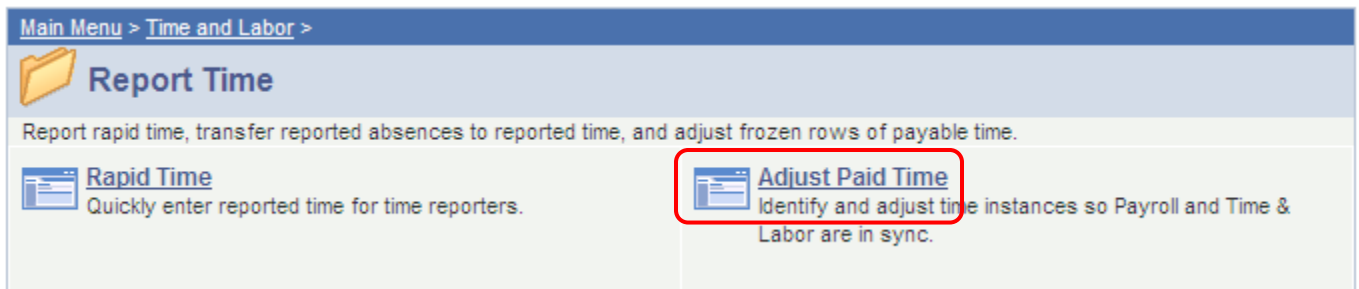 Main Menu > Time and Labor >
Report Time
Report rapid time, transfer reported absences to reported time, and adjust frozen rows of payable time.
Rapid Time
Quickly enter reported time for time reporters.
Adjust Paid Time
Identify and adjust time instances so Payroll and Time &
Labor are in sync.